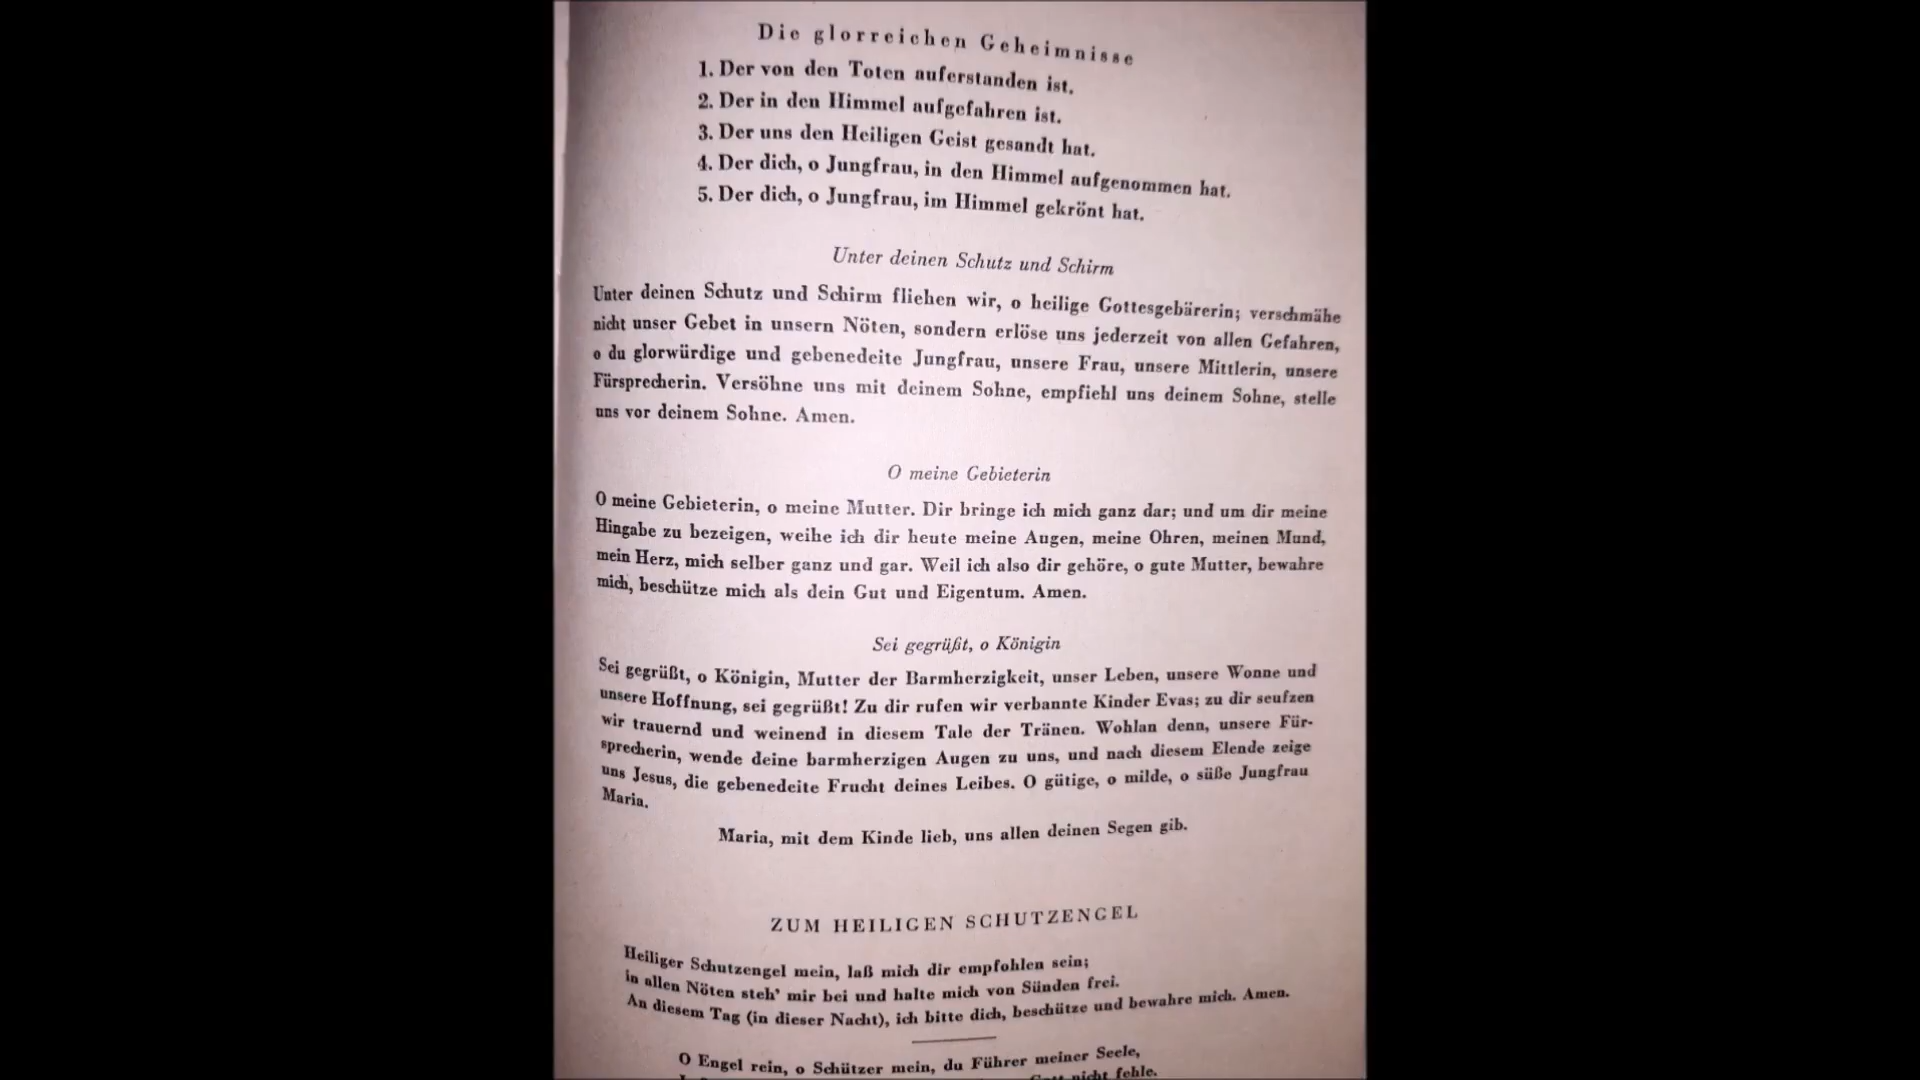 Die glorreichen Geheimnisse
1. Der von den Toten auferstanden ist.
2. Der in den Himmel aufgefahren ist.
3. Der uns den Heiligen Geist gesandt hat.
4. Der dich, o Jungfrau, in den Himmel aufgenommen hat.
5. Der dich, o Jungfrau, im Himmel gekrönt hat.
Unter deinen Schutz und Schirm
Unter deinen Schutz und Schirm fliehen wir, o heilige Gottesgebärerin; verschmähe
nicht unser Gebet in unsern Nöten, sondern erlöse uns jederzeit von allen Gefahren,
o du glorwürdige und gebenedeite Jungfrau, unsere Frau, unsere Mittlerin, unsere
Fürsprecherin. Versöhne uns mit deinem Sohne, empfiehl uns deinem Sohne, stelle
uns vor deinem Sohne. Amen.
O meine Gebieterin
O meine Gebieterin, o meine Mutter. Dir bringe ich mich ganz dar; und um dir meine
Hingabe zu bezeigen, weihe ich dir heute meine Augen, meine Ohren, meinen Mund,
mein Herz, mich selber ganz und gar. Weil ich also dir gehöre, o gute Mutter, bewahre
mich, beschütze mich als dein Gut und Eigentum. Amen.
Sei gegrüßt, o Königin
Sei gegrüßt, o Königin, Mutter der Barmherzigkeit, unser Leben, unsere Wonne und
unsere Hoffnung, sei gegrüßt! Zu dir rufen wir verbannte Kinder Evas; zu dir seufzen
wir trauernd und weinend in diesem Tale der Tränen. Wohlan denn, unsere Für-
sprecherin, wende deine barmherzigen Augen zu uns, und nach diesem Elende zeige
uns Jesus, die gebenedeite Frucht deines Leibes. O gütige, o milde, o süße Jungfrau
Maria.
Maria, mit dem Kinde lieb, uns allen deinen Segen gib.
ZUM HEILIGEN SCHUTZENGEL
Heiliger Schutzengel mein, laß mich dir empfohlen sein;
in allen Nöten steh' mir bei und halte mich von Sünden frei.
An diesem Tag (in dieser Nacht), ich bitte dich, beschütze und bewahre mich. Amen.
O Engel rein, o Schützer mein, du Führer meiner Seele,
nicht fehle.